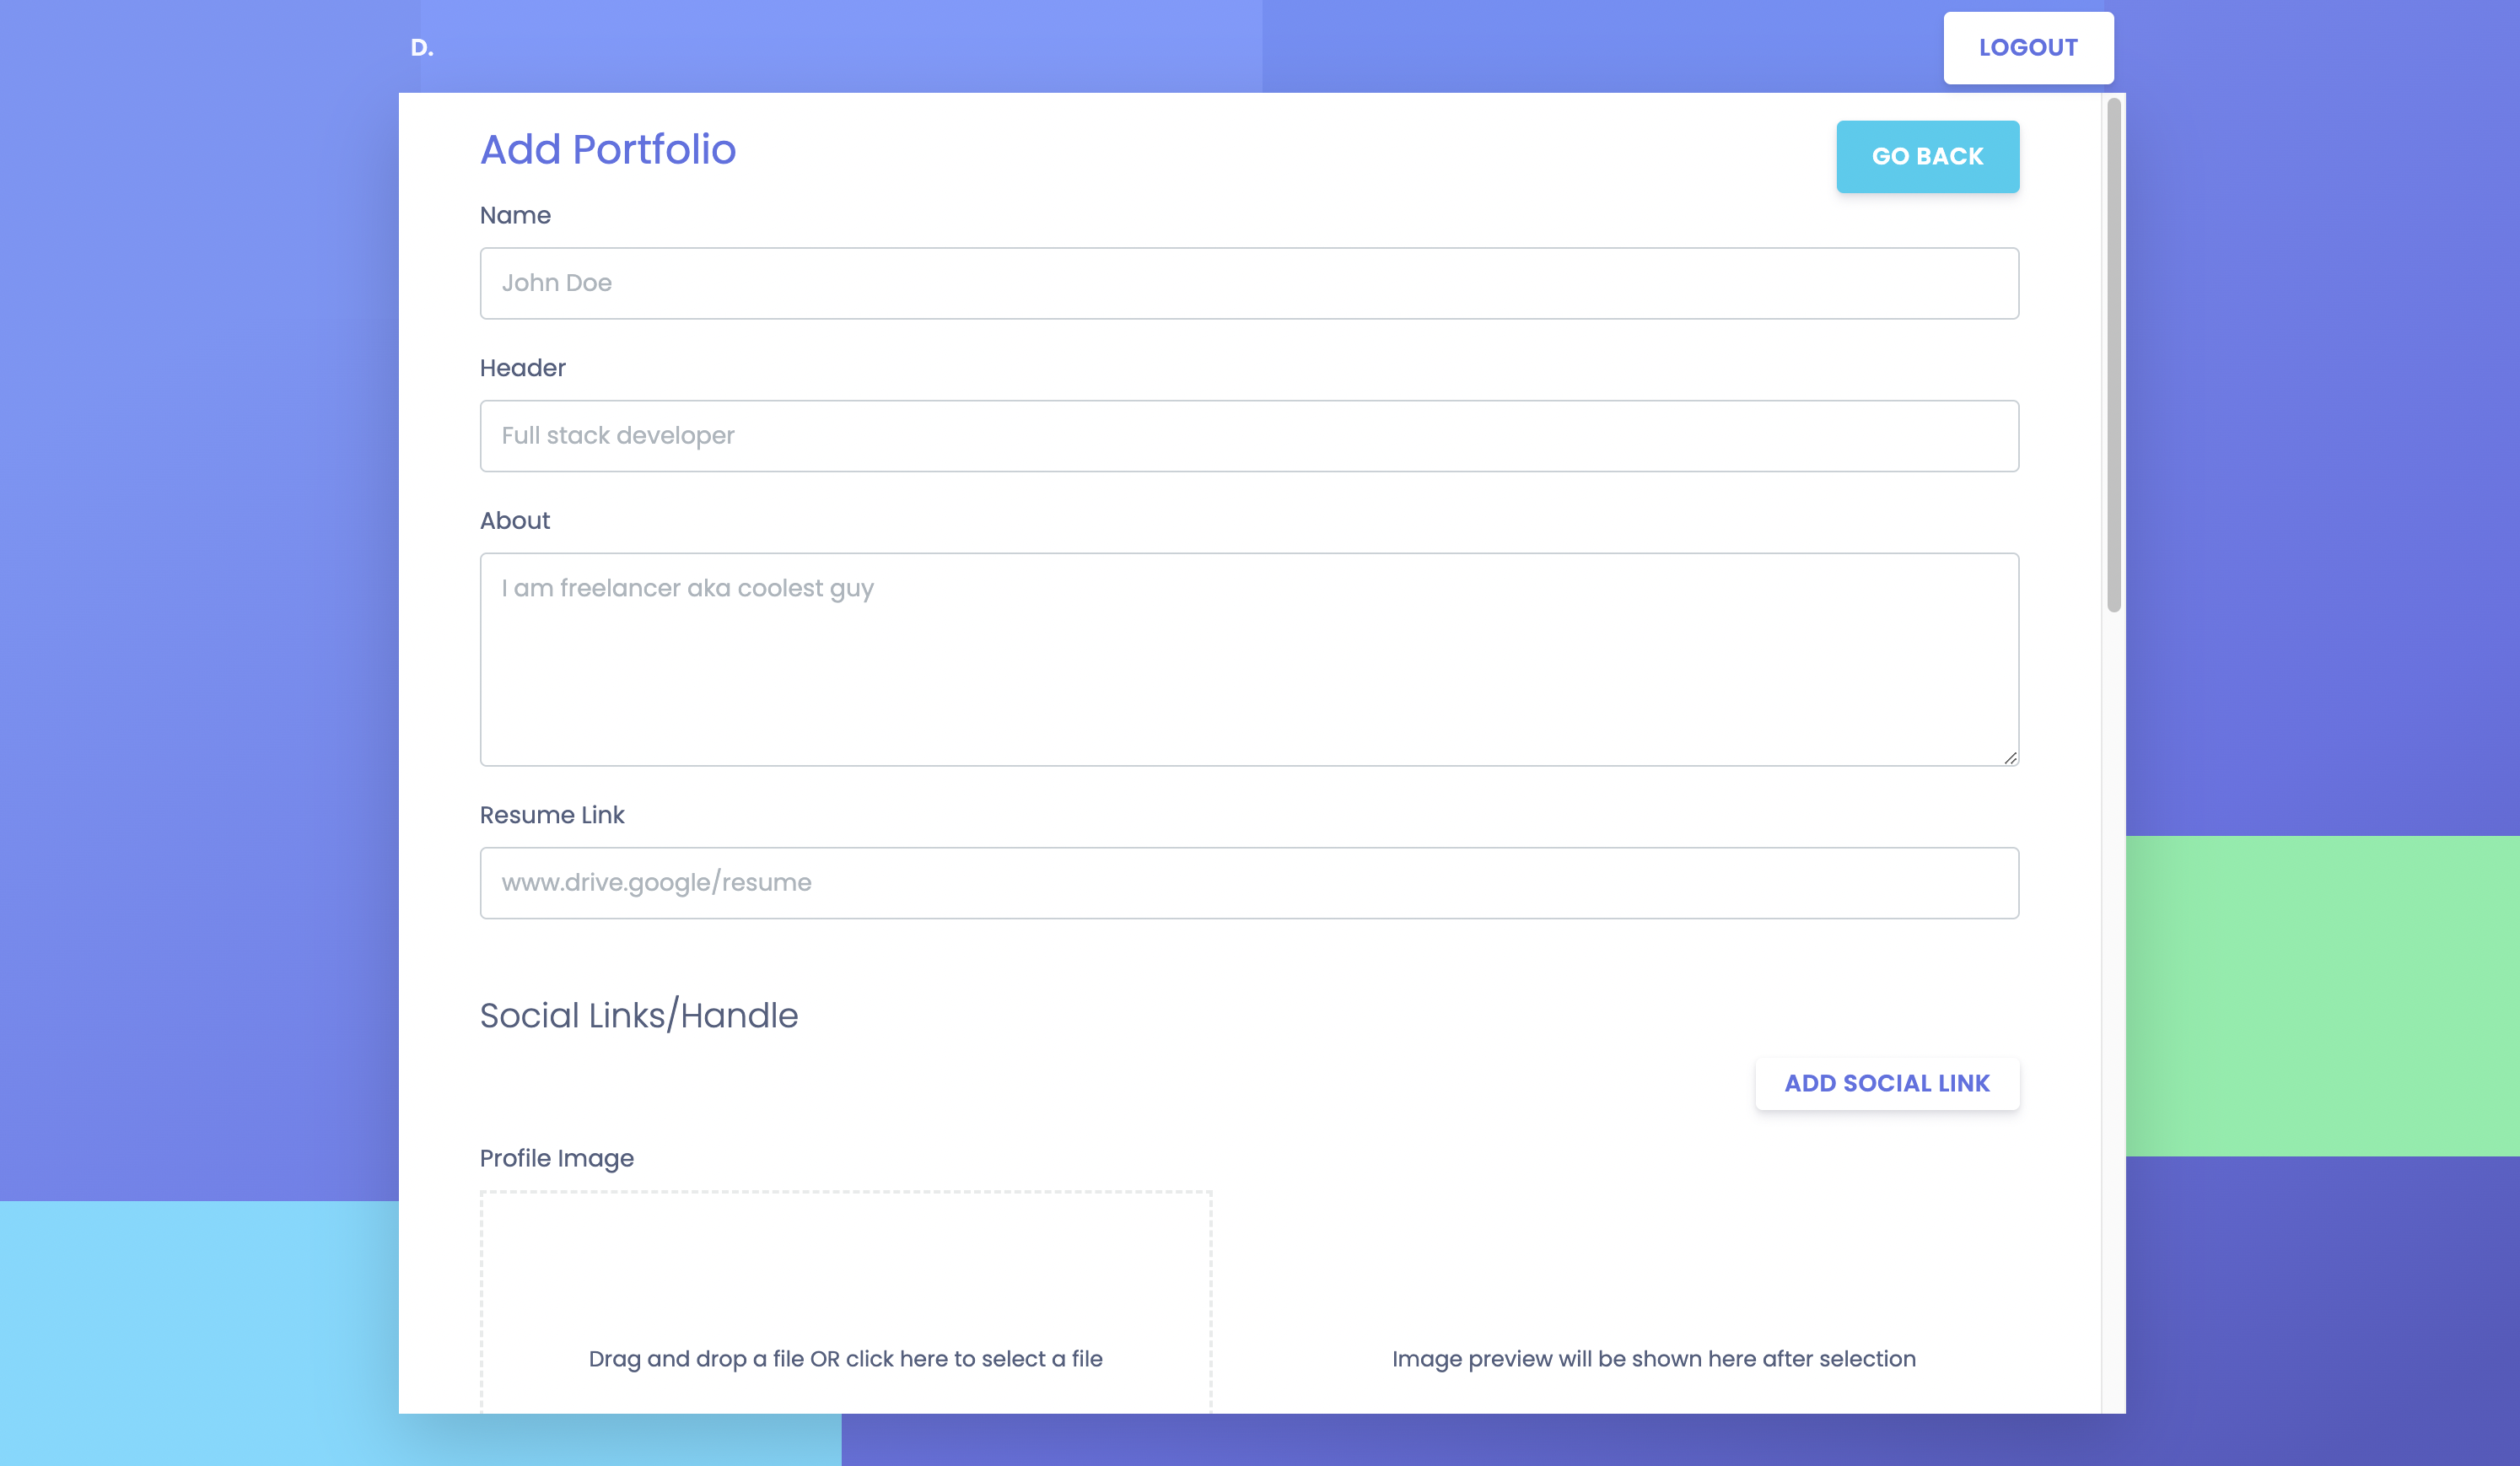 D.
LOGOUT
Add Portfolio
GO BACK
Name
John Doe
Header
Full stack developer
About
I am freelancer aka coolest guy
Resume Link
www.drive.google/resume
Social Links/Handle
ADD SOCIAL LINK
Profile Image
Drag and drop a file OR click here to select a file
Image preview will be shown here after selection